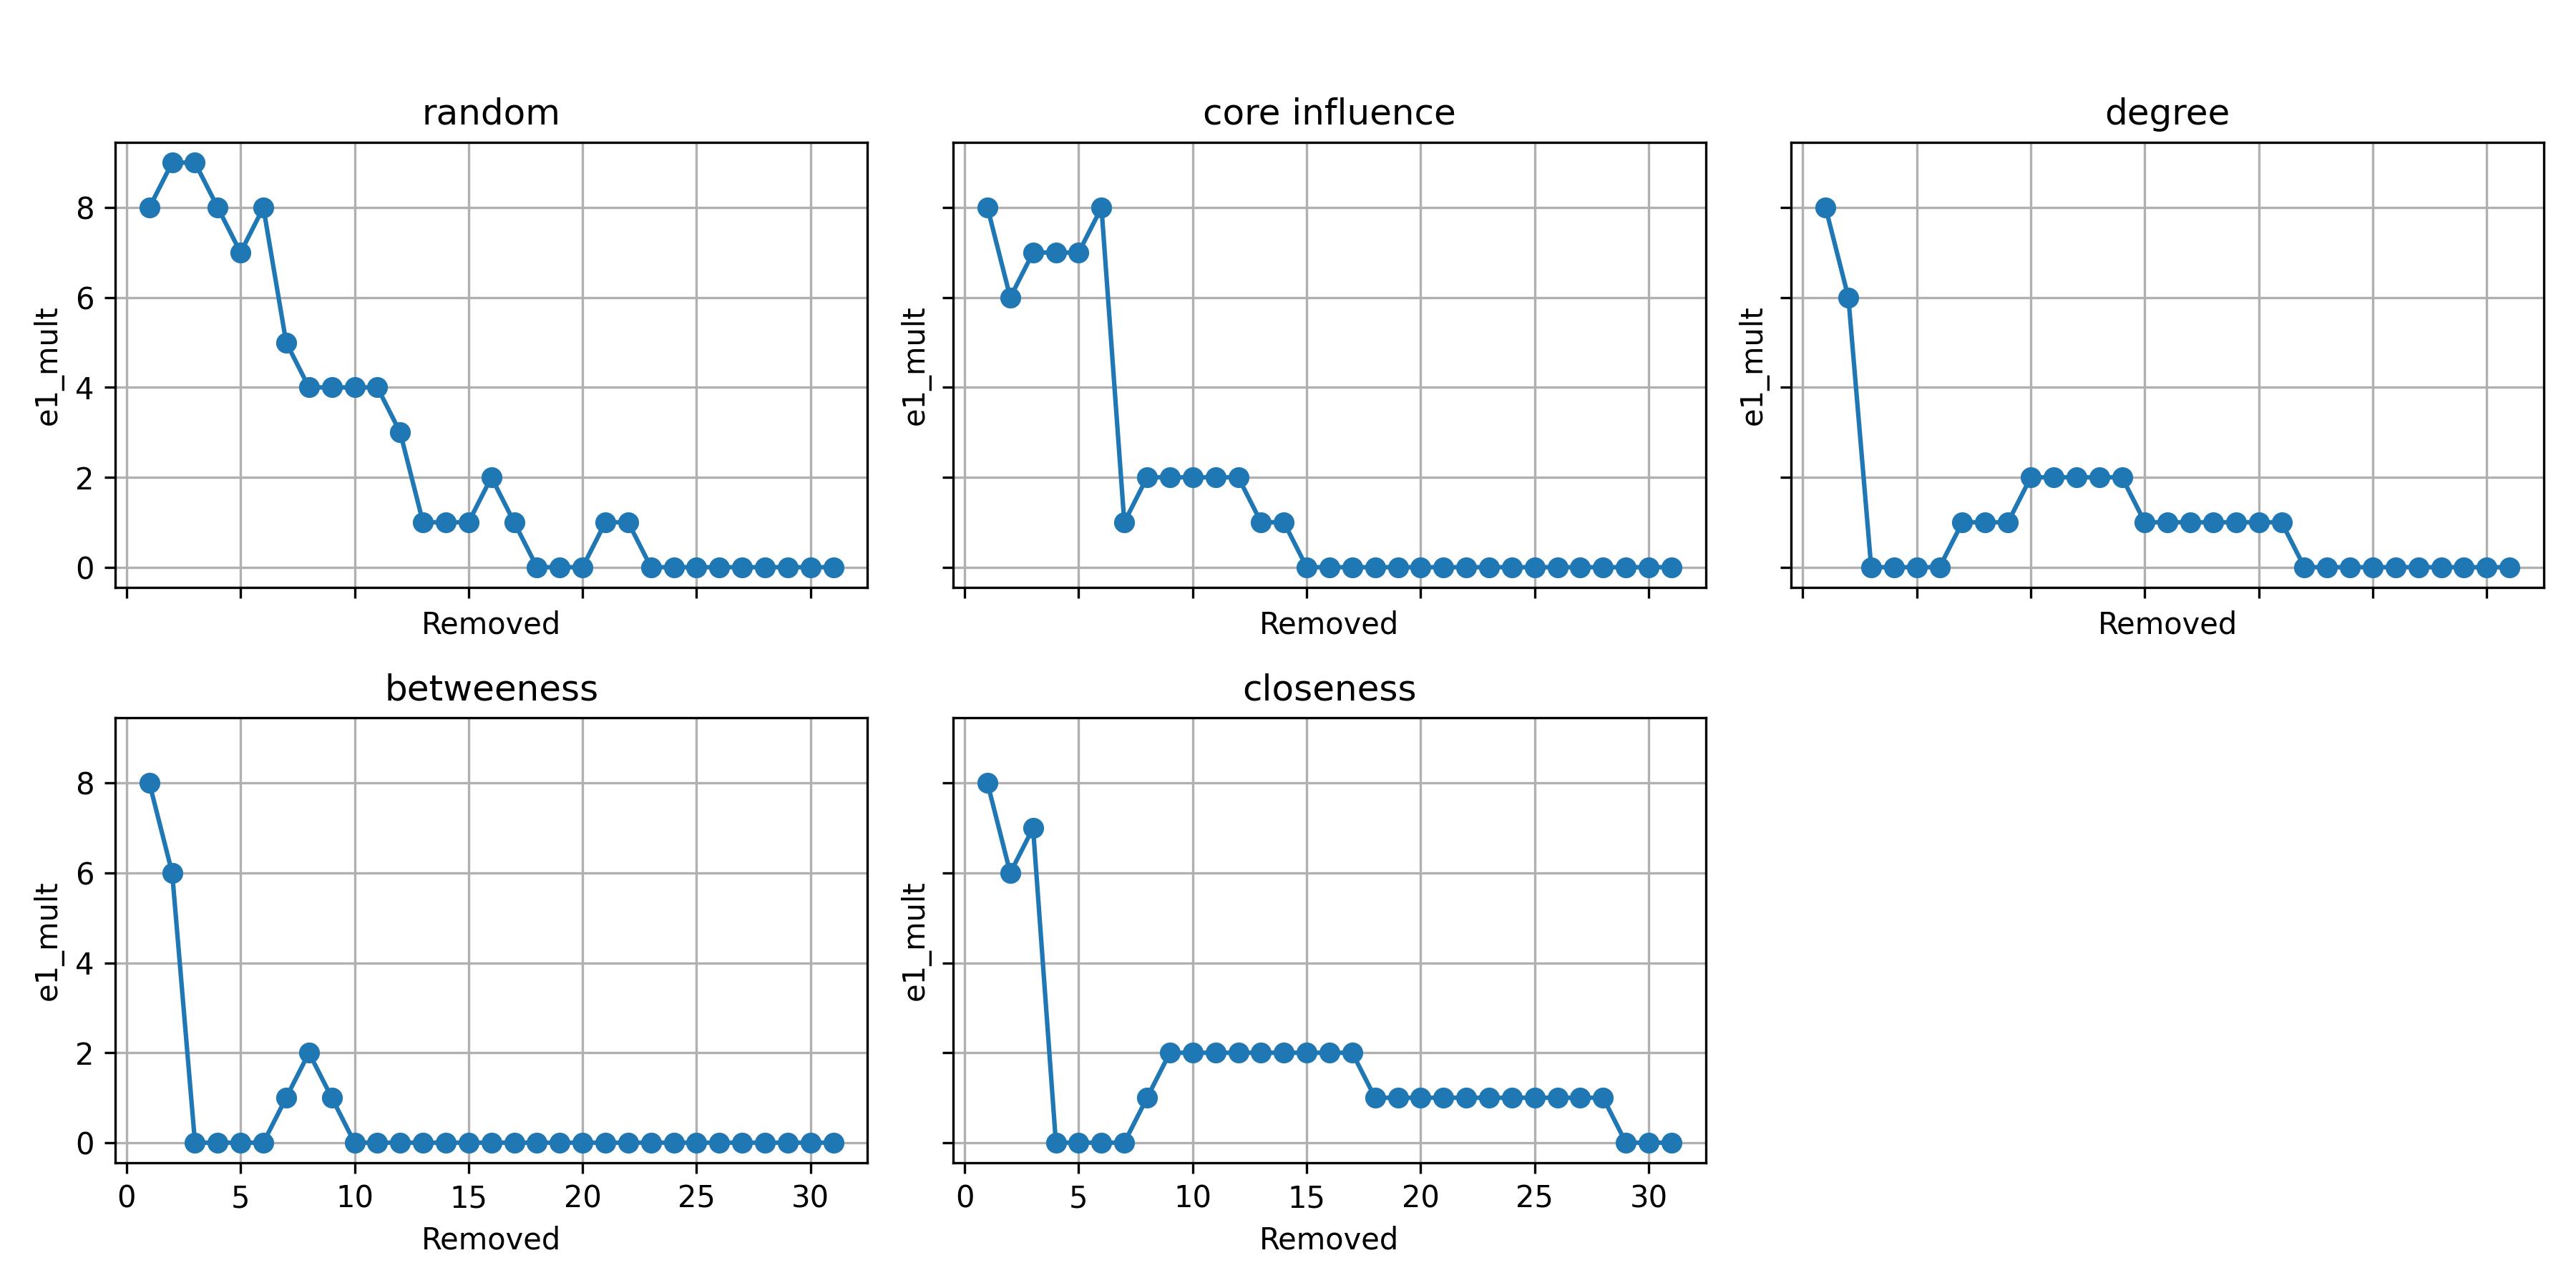 random
core influence
degree
8
6
4
2
0
e1_mult
e1_mult
e1_mult
Removed
Removed
Removed
betweeness
closeness
8
6
4
2
0
e1_mult
e1_mult
0 5 10 15 20 25 30
0 5 10 15 20 25 30
Removed
Removed